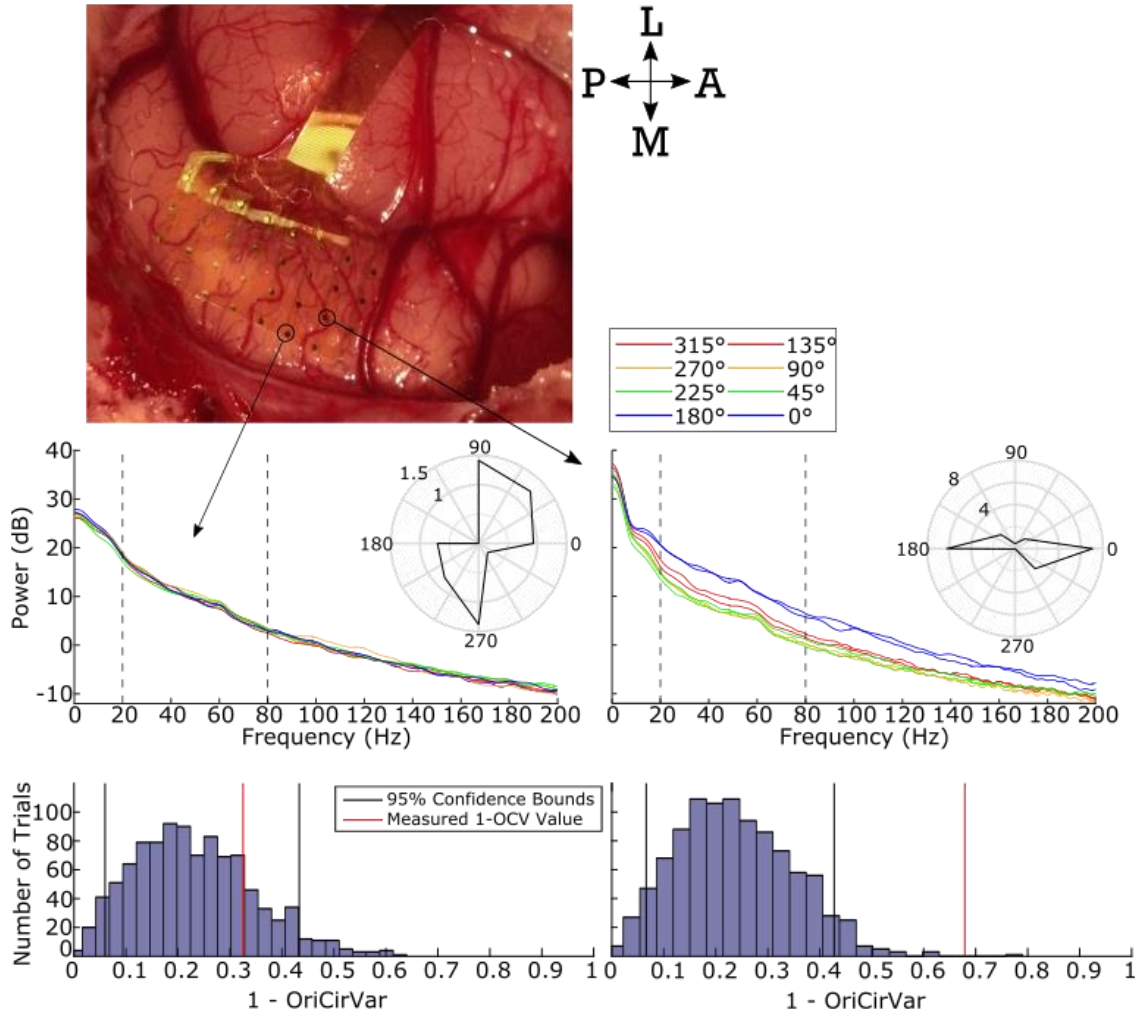 L
P A
M
315° 135°
270° 90°
225° 45°
180° 0°
40
30
20
10
0
-10
Power (dB)
0 20 40 60 80 100 120 140 160 180 200
Frequency (Hz)
90
1.5
1
180 0
270
0 20 40 60 80 100 120 140 160 180 200
Frequency (Hz)
90
8
4
180 0
270
100
80
60
40
20
0
Number of Trials
95% Confidence Bounds
Measured 1-OCV Value
0 0.1 0.2 0.3 0.4 0.5 0.6 0.7 0.8 0.9 1
1 - OriCirVar
0 0.1 0.2 0.3 0.4 0.5 0.6 0.7 0.8 0.9 1
1 - OriCirVar